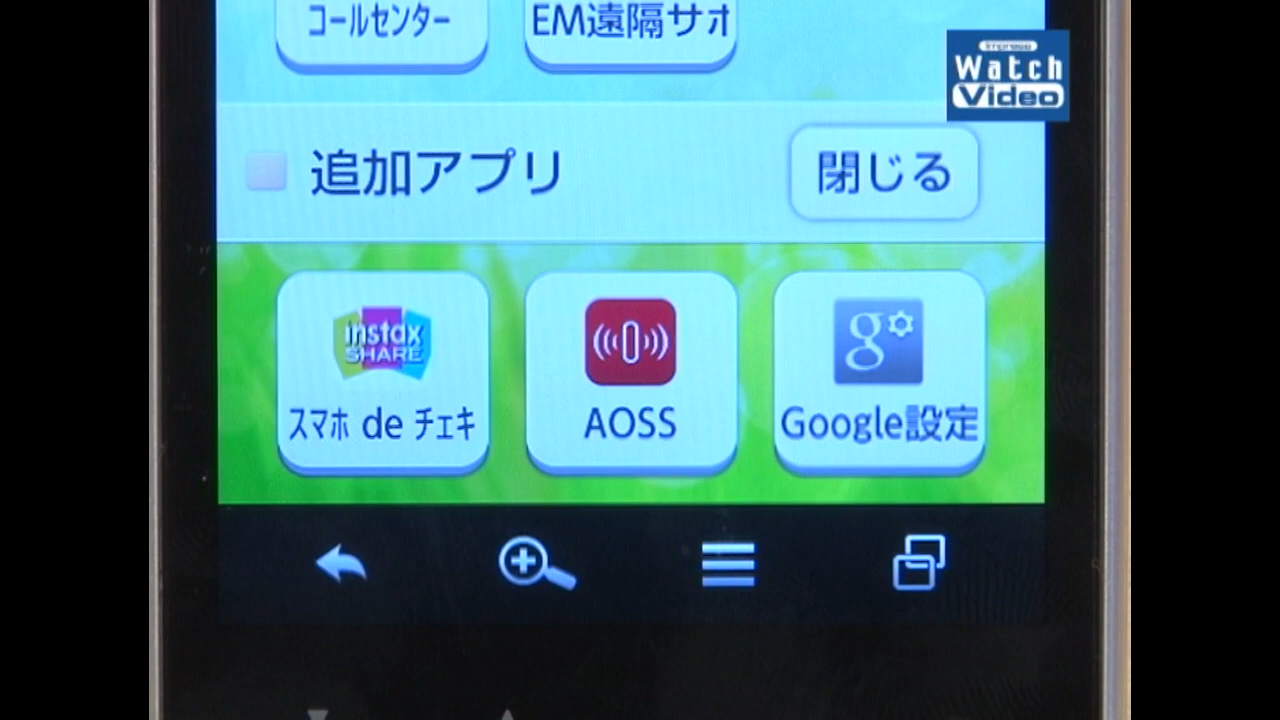 コールセンター
EM遠隔サポ
impress
Watch
Video
追加アプリ
閉じる
instax
SHARE
スマホ de チェキ
AOSS
g
Google設定